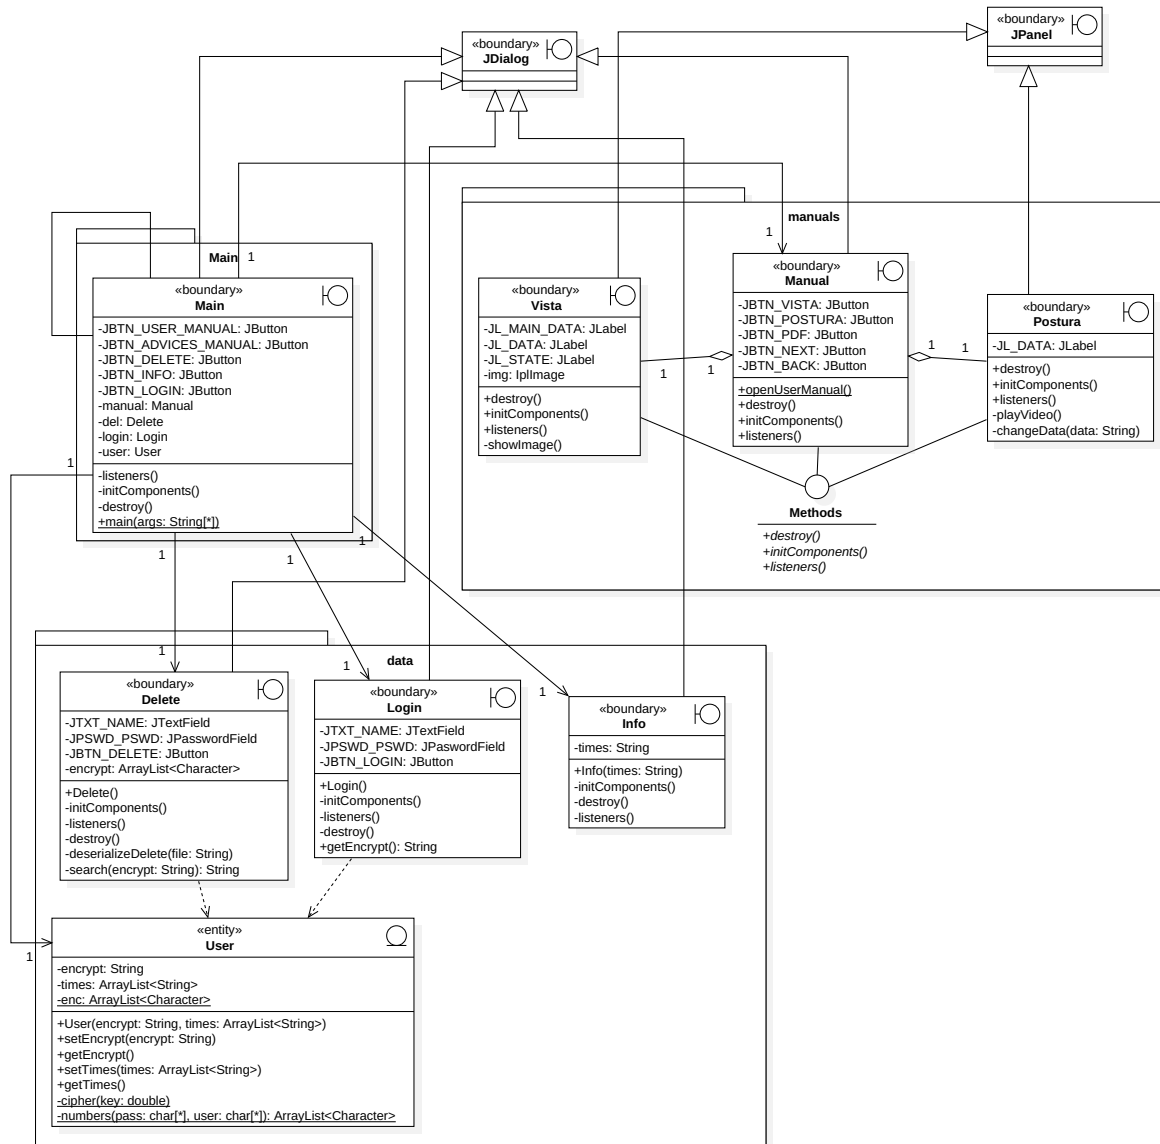 «boundary»
JDialog
«boundary»
JPanel
manuals
Main
1
1
«boundary»
Main
-JBTN_USER_MANUAL: JButton
-JBTN_ADVICES_MANUAL: JButton
-JBTN_DELETE: JButton
-JBTN_INFO: JButton
-JBTN_LOGIN: JButton
-manual: Manual
-del: Delete
-login: Login
-user: User
-listeners()
-initComponents()
-destroy()
+main(args: String[*])
«boundary»
Vista
-JL_MAIN_DATA: JLabel
-JL_DATA: JLabel
-JL_STATE: JLabel
-img: IplImage
+destroy()
+initComponents()
+listeners()
-showImage()
«boundary»
Manual
-JBTN_VISTA: JButton
-JBTN_POSTURA: JButton
-JBTN_PDF: JButton
-JBTN_NEXT: JButton
-JBTN_BACK: JButton
+openUserManual()
+destroy()
+initComponents()
+listeners()
«boundary»
Postura
-JL_DATA: JLabel
+destroy()
+initComponents()
+listeners()
-playVideo()
-changeData(data: String)
1
1
1
1
Methods
+destroy()
+initComponents()
+listeners()
1
1
1
1
data
1
1
1
«boundary»
Delete
-JTXT_NAME: JTextField
-JPSWD_PSWD: JPasswordField
-JBTN_DELETE: JButton
-encrypt: ArrayList<Character>
+Delete()
-initComponents()
-listeners()
-destroy()
-deserializeDelete(file: String)
-search(encrypt: String): String
«boundary»
Login
-JTXT_NAME: JTextField
-JPSWD_PSWD: JPaswordField
-JBTN_LOGIN: JButton
+Login()
-initComponents()
-listeners()
-destroy()
+getEncrypt(): String
«boundary»
Info
-times: String
+Info(times: String)
-initComponents()
-destroy()
-listeners()
1
«entity»
User
-encrypt: String
-times: ArrayList<String>
-enc: ArrayList<Character>
+User(encrypt: String, times: ArrayList<String>)
+setEncrypt(encrypt: String)
+getEncrypt()
+setTimes(times: ArrayList<String>)
+getTimes()
-cipher(key: double)
-numbers(pass: char[*], user: char[*]): ArrayList<Character>